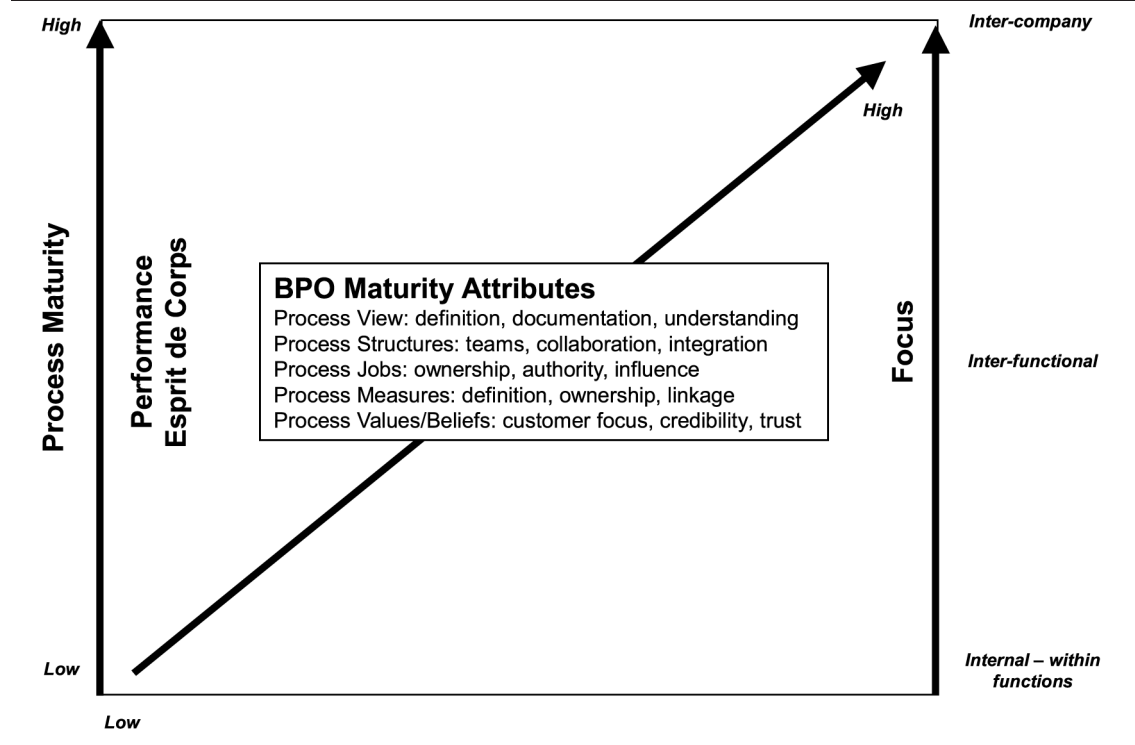 High
Inter-company
High
Process Maturity
Performance
Esprit de Corps
BPO Maturity Attributes
Process View: definition, documentation, understanding
Process Structures: teams, collaboration, integration
Process Jobs: ownership, authority, influence
Process Measures: definition, ownership, linkage
Process Values/Beliefs: customer focus, credibility, trust
Focus
Inter-functional
Low
Internal – within
functions
Low